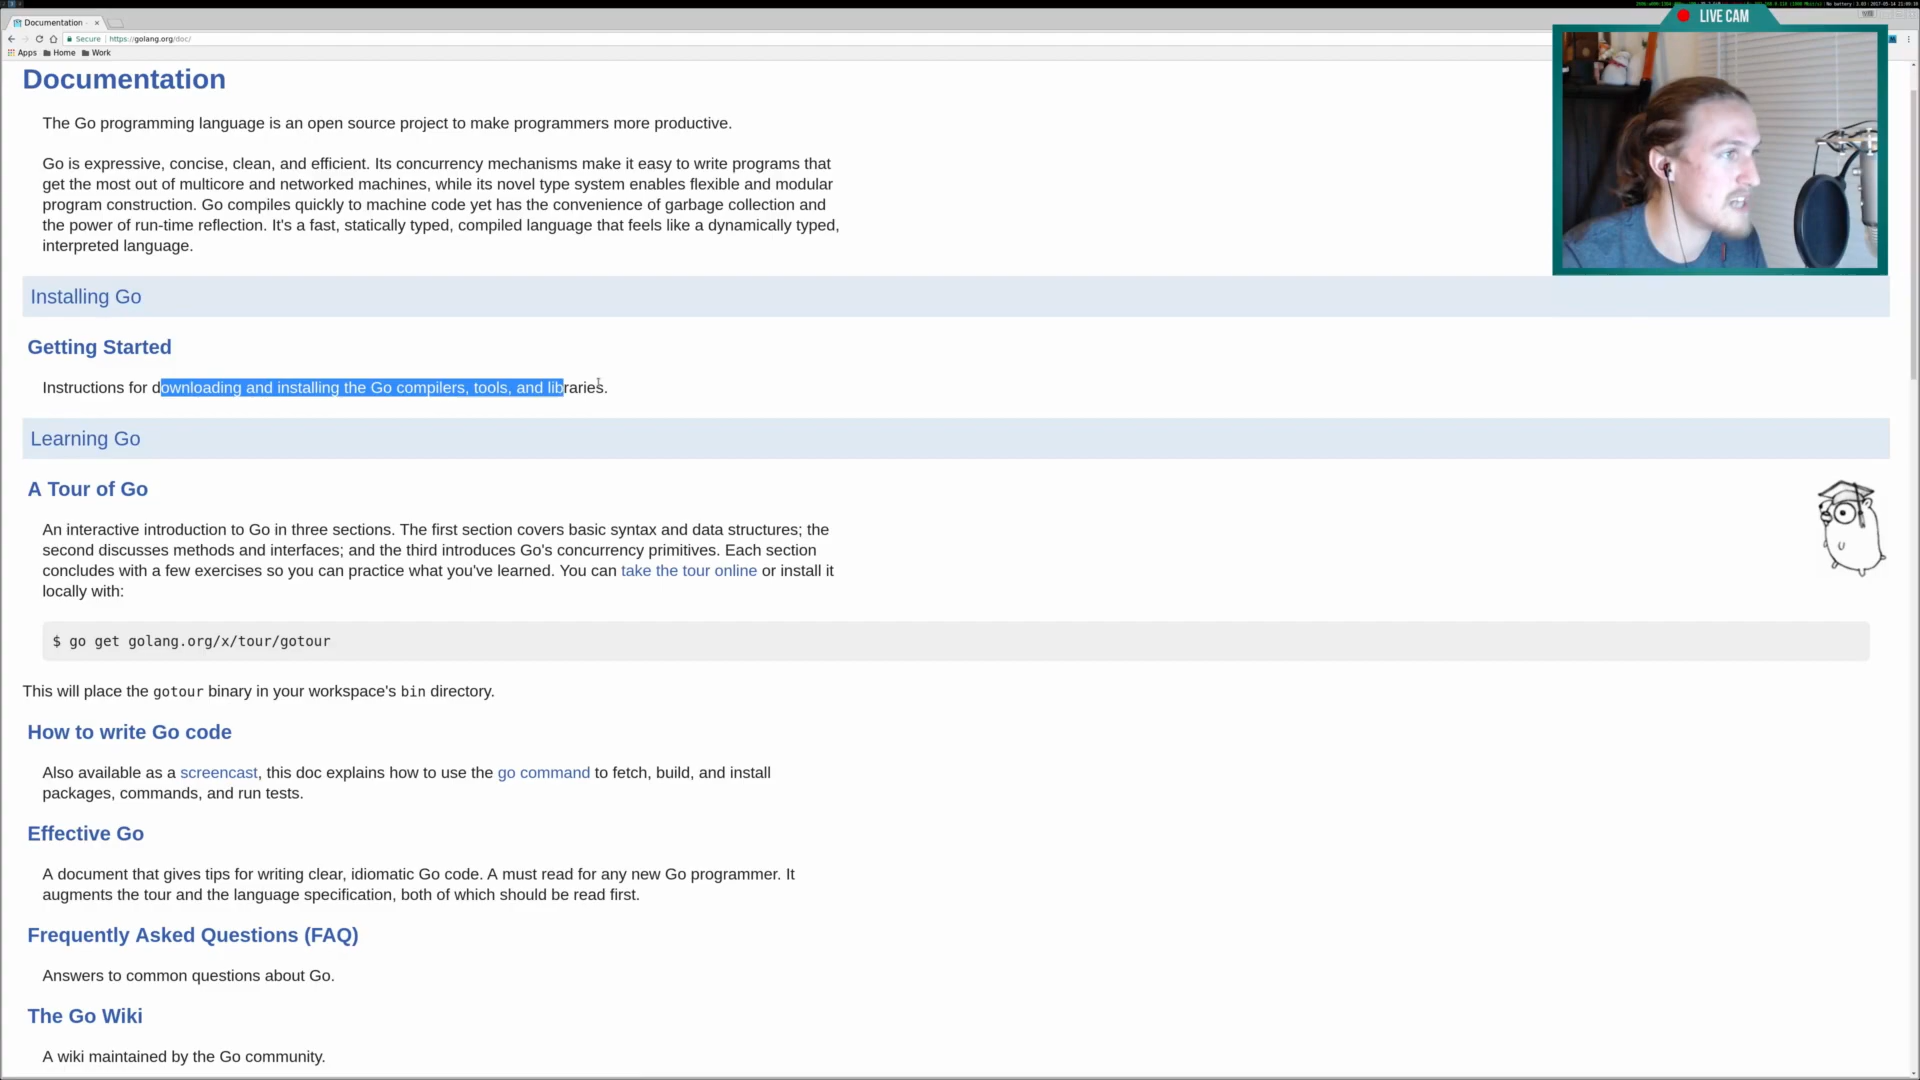 Documentation
LIVE CAM
Secure
https://golang.org/doc/
Apps
Home
Work
Documentation
The Go programming language is an open source project to make programmers more productive.
Go is expressive, concise, clean, and efficient. Its concurrency mechanisms make it easy to write programs that
get the most out of multicore and networked machines, while its novel type system enables flexible and modular
program construction. Go compiles quickly to machine code yet has the convenience of garbage collection and
the power of run-time reflection. It's a fast, statically typed, compiled language that feels like a dynamically typed,
interpreted language.
Installing Go
Getting Started
Instructions for downloading and installing the Go compilers, tools, and libraries.
Learning Go
A Tour of Go
An interactive introduction to Go in three sections. The first section covers basic syntax and data structures; the
second discusses methods and interfaces; and the third introduces Go's concurrency primitives. Each section
concludes with a few exercises so you can practice what you've learned. You can take the tour online or install it
locally with:
$ go get golang.org/x/tour/gotour
This will place the gotour binary in your workspace's bin directory.
How to write Go code
Also available as a screencast, this doc explains how to use the go command to fetch, build, and install
packages, commands, and run tests.
Effective Go
A document that gives tips for writing clear, idiomatic Go code. A must read for any new Go programmer. It
augments the tour and the language specification, both of which should be read first.
Frequently Asked Questions (FAQ)
Answers to common questions about Go.
The Go Wiki
A wiki maintained by the Go community.